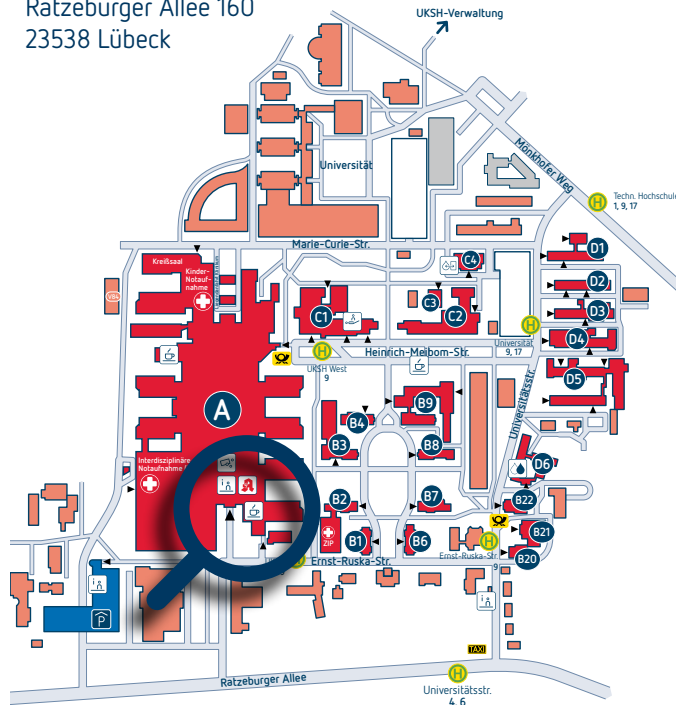 Ratzeburger Allee 160
23538 Lübeck
UKSH-Verwaltung
Universität
Mönkhofer Weg
H
Techn. Hochschule
1, 9, 17
Marie-Curie-Str.
Kreißsaal
Kinder-
Notauf-
nahme
V84
C4
D1
D2
D3
D4
D5
D6
C1
C3
C2
H
Universität
9, 17
H
UKSH West
9
Heinrich-Meibom-Str.
Universitätsstr.
A
B9
B4
B3
B8
Interdisziplinäre
Notaufnahme
B2
B7
B22
B21
B20
ZIP
B1
B6
H
Ernst-Ruska-Str.
H
Ernst-Ruska-Str.
9
P
TAXI
Ratzeburger Allee
H
Universitätsstr.
4, 6